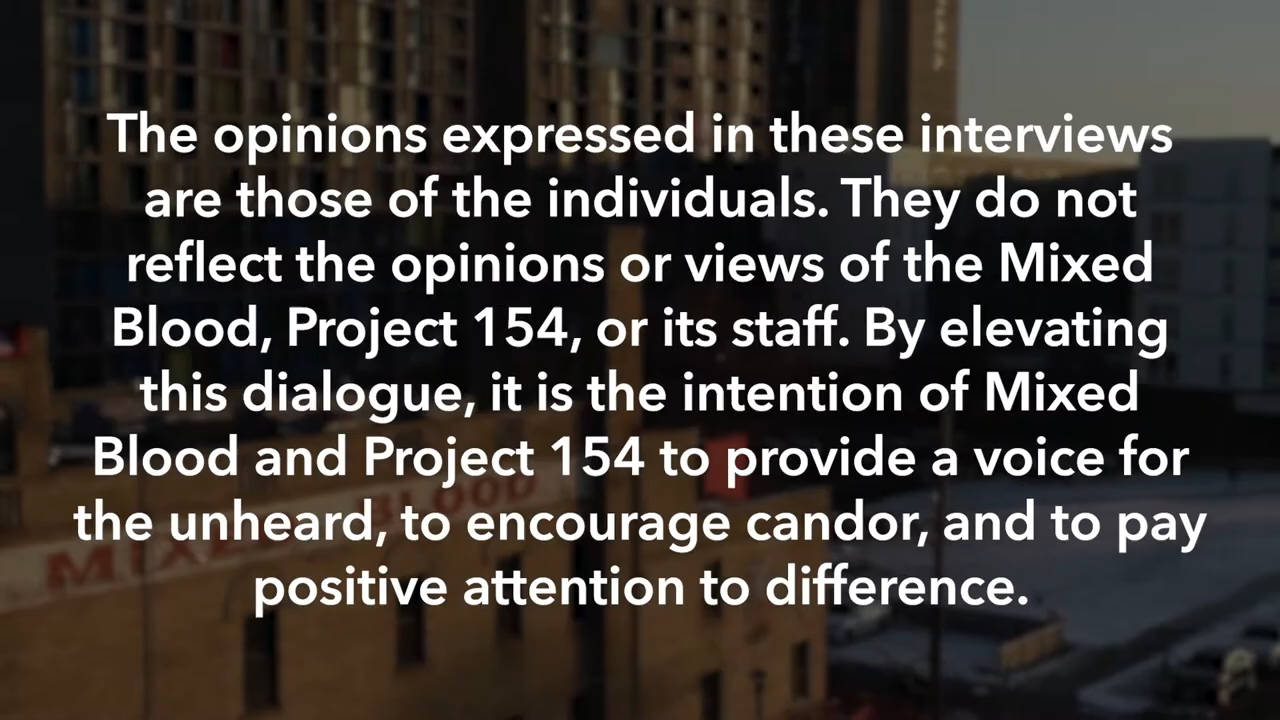 The opinions expressed in these interviews
are those of the individuals. They do not
reflect the opinions or views of the Mixed
Blood, Project 154, or its staff. By elevating
this dialogue, it is the intention of Mixed
Blood and Project 154 to provide a voice for
the unheard, to encourage candor, and to pay
positive attention to difference.
MIXED BLOOD